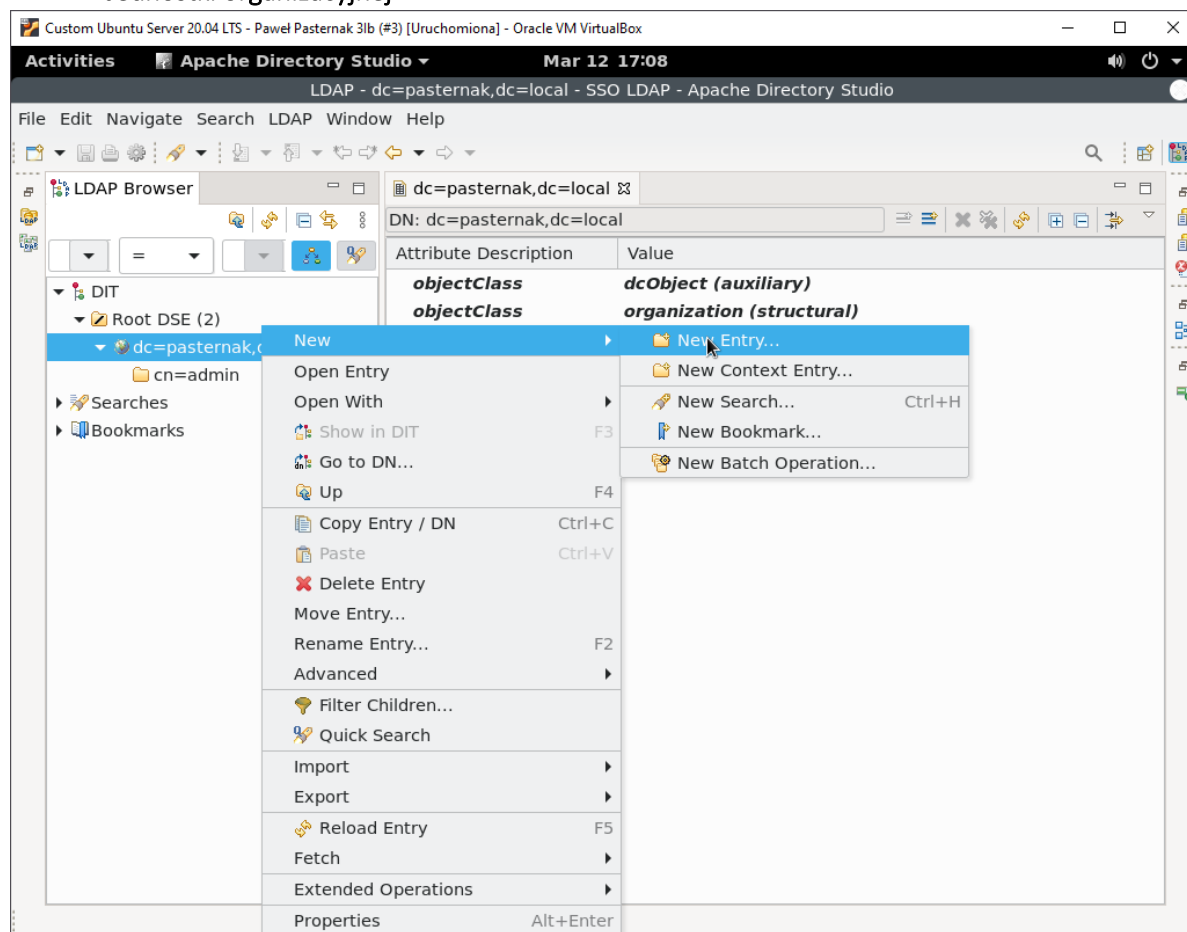 Custom Ubuntu Server 20.04 LTS - Paweł Pasternak 3lb (#3) [Uruchomiona] - Oracle VM VirtualBox
Activities Apache Directory Studio Mar 12 17:08
LDAP - dc=pasternak,dc=local - SSO LDAP - Apache Directory Studio
File Edit Navigate Search LDAP Window Help
LDAP Browser
dc=pasternak,dc=local
DN: dc=pasternak,dc=local
=
Attribute Description Value
objectClass dcObject (auxiliary)
objectClass organization (structural)
DIT
Root DSE (2)
dc=pasternak,
cn=admin
Searches
Bookmarks
New
Open Entry
Open With
Show in DIT F3
Go to DN...
Up F4
Copy Entry / DN Ctrl+C
Paste Ctrl+V
Delete Entry
Move Entry...
Rename Entry... F2
Advanced
Filter Children...
Quick Search
Import
Export
Reload Entry F5
Fetch
Extended Operations
Properties Alt+Enter
New Entry...
New Context Entry...
New Search... Ctrl+H
New Bookmark...
New Batch Operation...